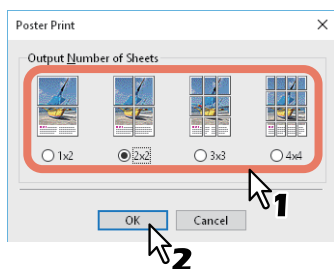 Poster Print
Output Number of Sheets
1x2
2x2
3x3
4x4
1
OK
Cancel
2